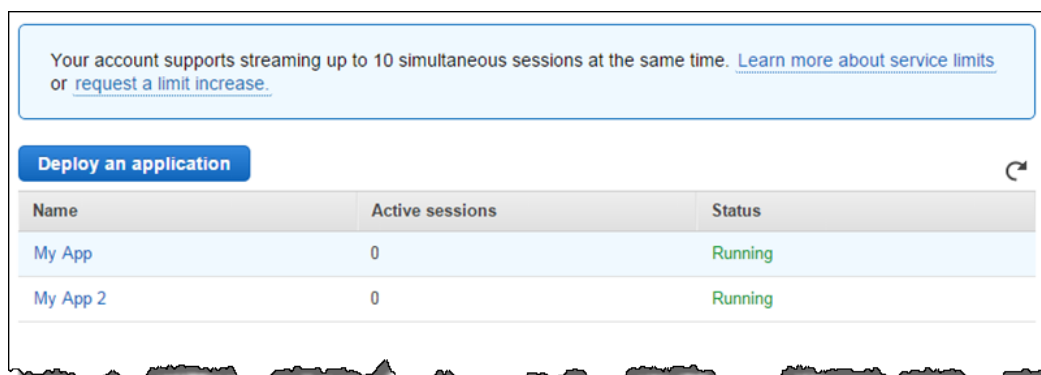 Your account supports streaming up to 10 simultaneous sessions at the same time. Learn more about service limits
or request a limit increase.
Deploy an application
Name Active sessions Status
My App 0 Running
My App 2 0 Running